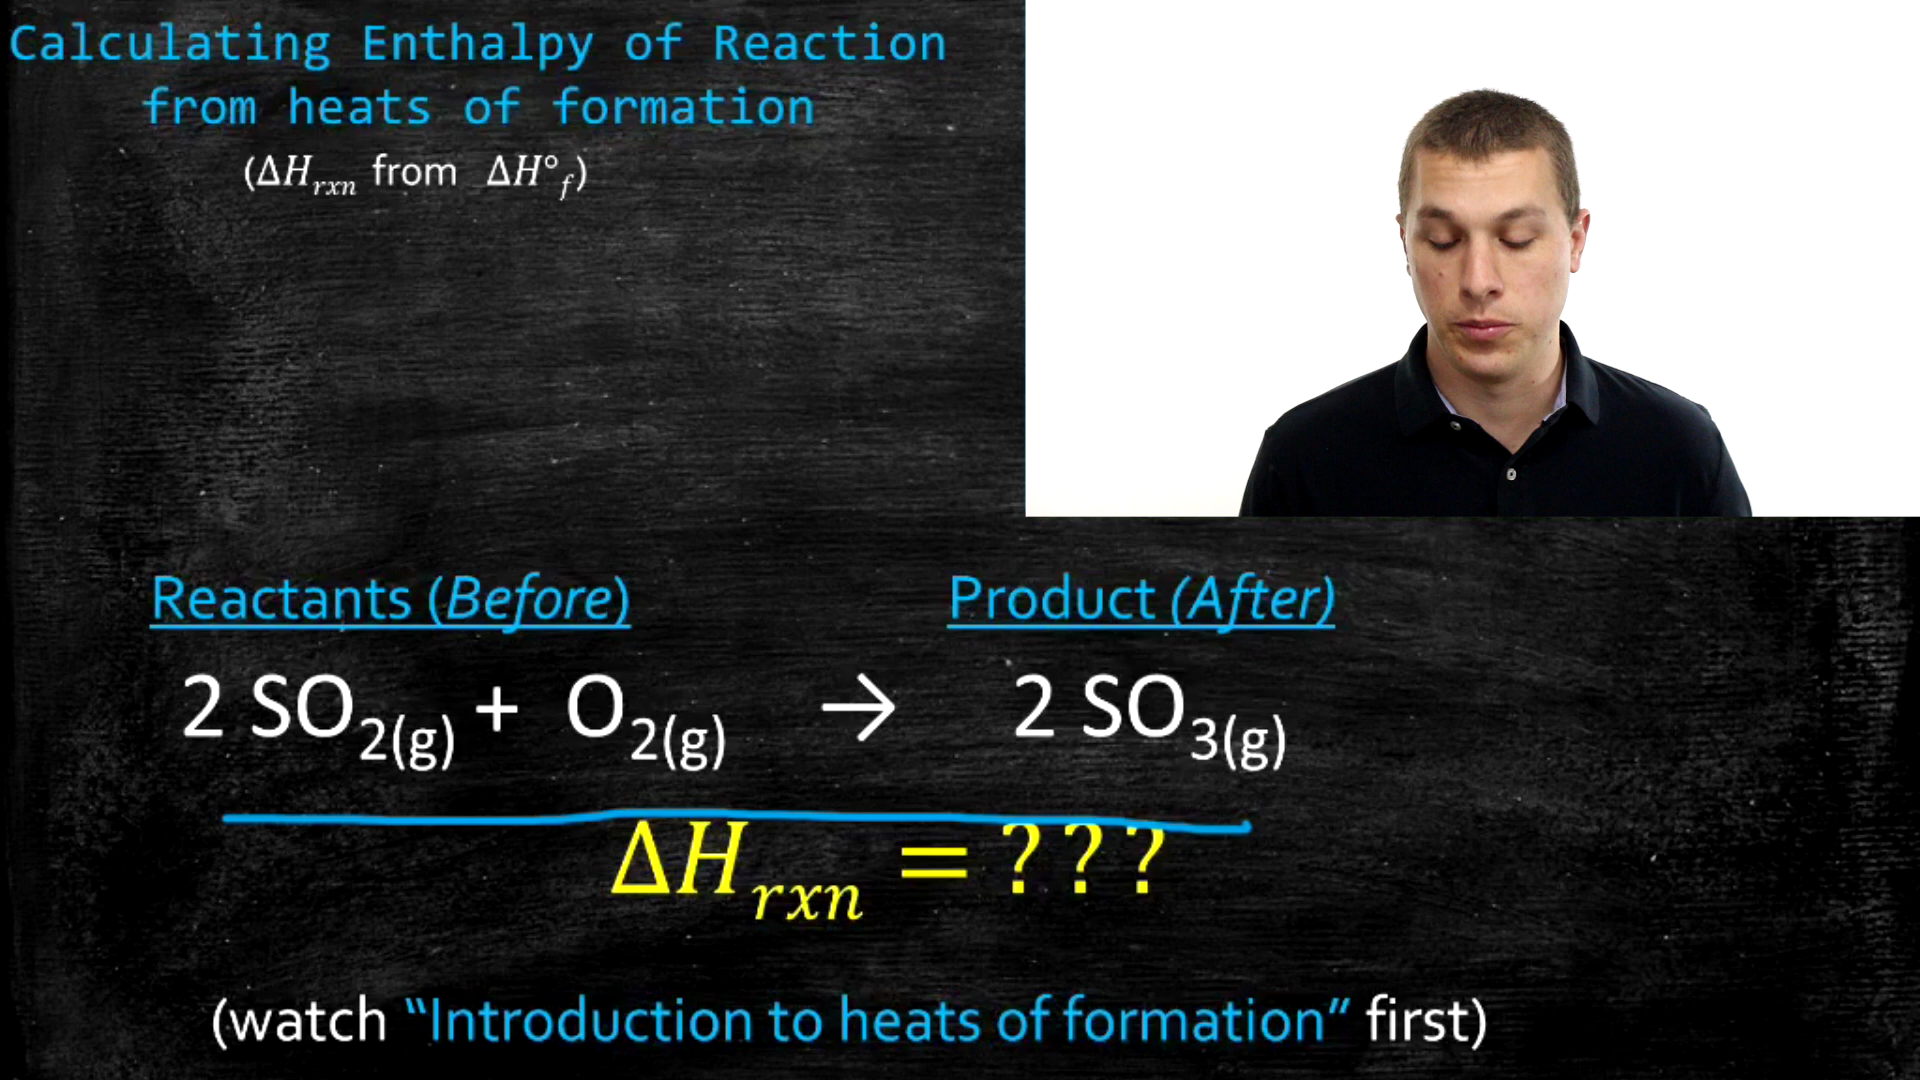 Calculating Enthalpy of Reaction
from heats of formation
(ΔH_rxn from ΔH°_f)
Reactants (Before) Product (After)
2 SO₂(g) + O₂(g) → 2 SO₃(g)
ΔH_rxn = ???
(watch “Introduction to heats of formation” first)